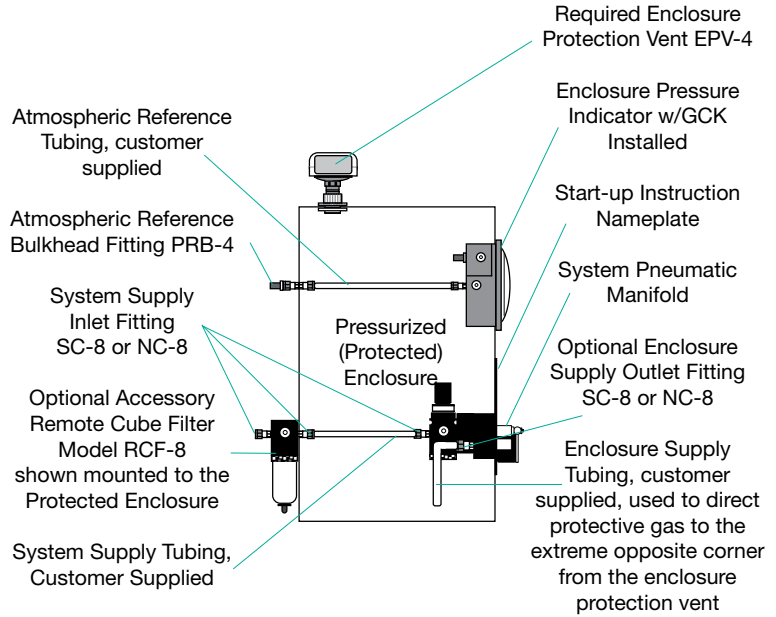 Required Enclosure
Protection Vent EPV-4
Atmospheric Reference
Tubing, customer
supplied
Enclosure Pressure
Indicator w/GCK
Installed
Start-up Instruction
Nameplate
Atmospheric Reference
Bulkhead Fitting PRB-4
System Pneumatic
Manifold
System Supply
Inlet Fitting
SC-8 or NC-8
Pressurized
(Protected)
Enclosure
Optional Enclosure
Supply Outlet Fitting
SC-8 or NC-8
Optional Accessory
Remote Cube Filter
Model RCF-8
shown mounted to the
Protected Enclosure
Enclosure Supply
Tubing, customer
supplied, used to direct
protective gas to the
extreme opposite corner
from the enclosure
protection vent
System Supply Tubing,
Customer Supplied